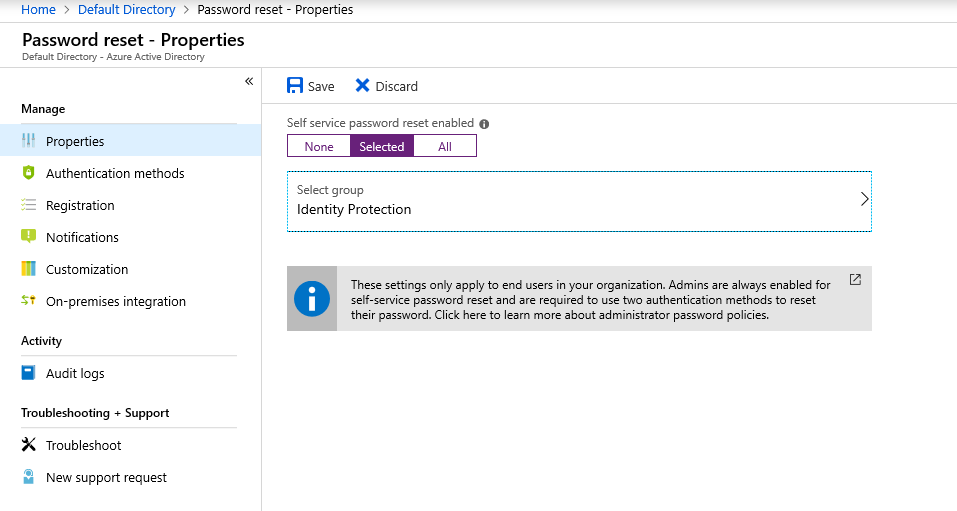 Home > Default Directory > Password reset - Properties
Password reset - Properties
Default Directory - Azure Active Directory
«
Manage
Properties
Authentication methods
Registration
Notifications
Customization
On-premises integration
Activity
Audit logs
Troubleshooting + Support
Troubleshoot
New support request
Save Discard
Self service password reset enabled
None Selected All
Select group
Identity Protection
These settings only apply to end users in your organization. Admins are always enabled for
self-service password reset and are required to use two authentication methods to reset
their password. Click here to learn more about administrator password policies.